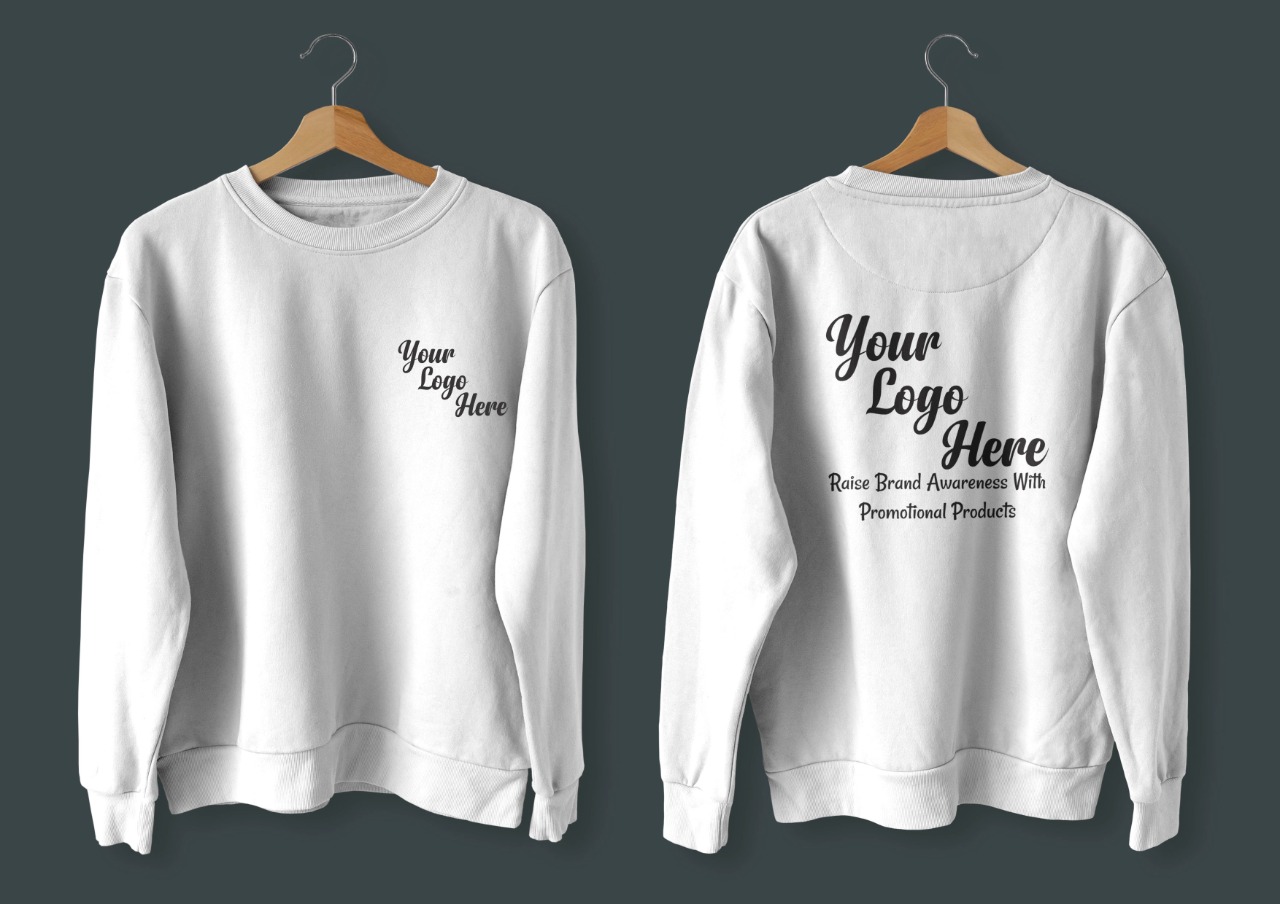 Your
Logo
Here
Your
Logo
Here
Raise Brand Awareness With
Promotional Products